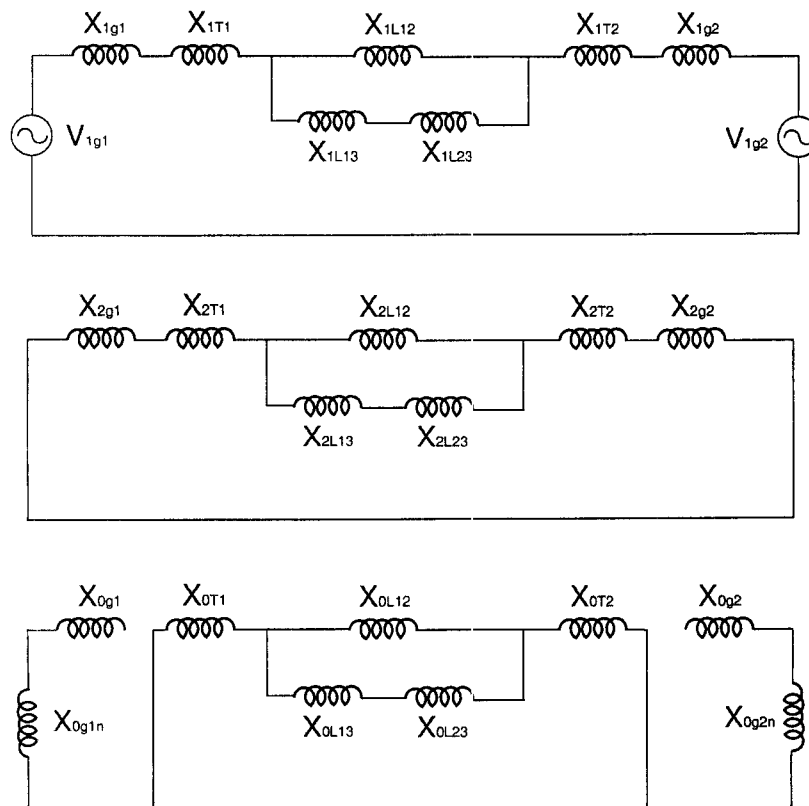 X1g1 X1T1 X1L12 X1T2 X1g2
V1g1 X1L13 X1L23 V1g2
X2g1 X2T1 X2L12 X2T2 X2g2
X2L13 X2L23
X0g1 X0T1 X0L12 X0T2 X0g2
X0g1n X0L13 X0L23 X0g2n